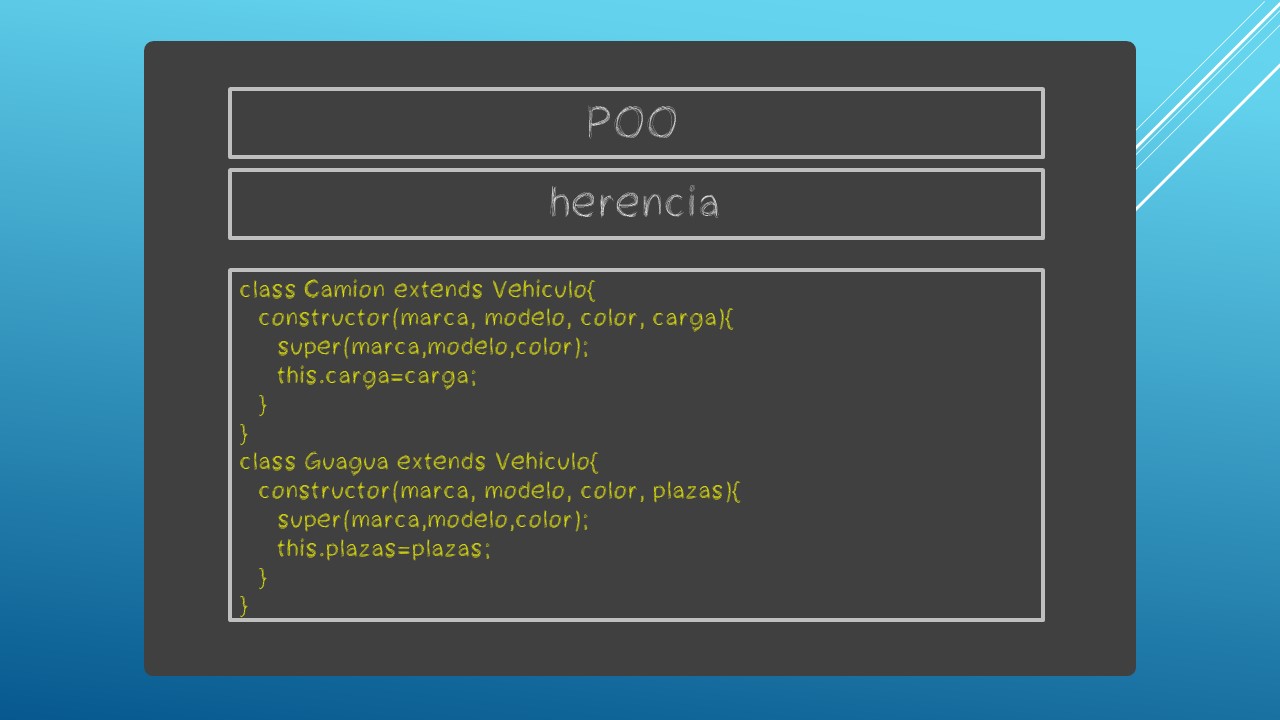 POO
herencia
class Camion extends Vehiculo{
constructor(marca, modelo, color, carga){
super(marca,modelo,color);
this.carga=carga;
}
}
class Guagua extends Vehiculo{
constructor(marca, modelo, color, plazas){
super(marca,modelo,color);
this.plazas=plazas;
}
}